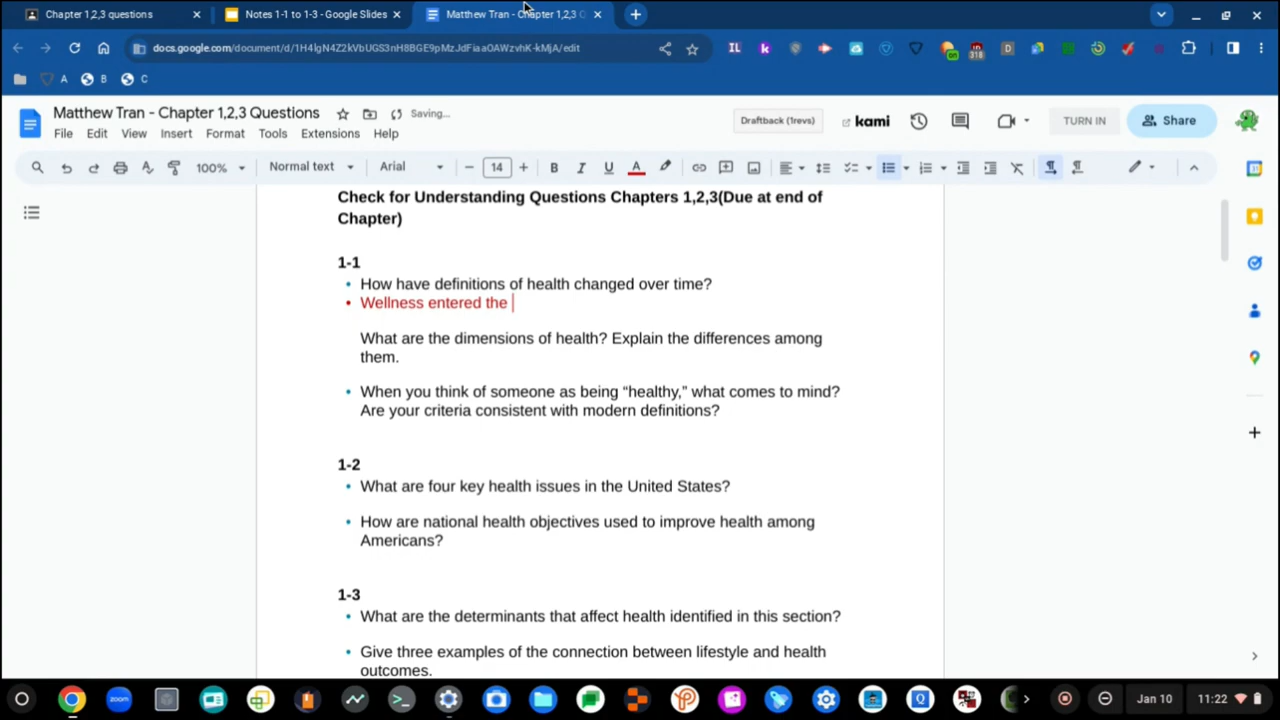 Chapter 1,2,3 questions
Notes 1-1 to 1-3 - Google Slides
Matthew Tran - Chapter 1,2,3 Q
docs.google.com/document/d/1H4lgN4Z2kVbUGS3nH8BGE9pMzJdFiaaOAWzvhK-kMjA/edit
A
B
C
Matthew Tran - Chapter 1,2,3 Questions
Saving...
File Edit View Insert Format Tools Extensions Help
Draftback (1revs)
kami
TURN IN
Share
100%
Normal text
Arial
14
B I U A
Check for Understanding Questions Chapters 1,2,3(Due at end of
Chapter)
1-1
• How have definitions of health changed over time?
• Wellness entered the
What are the dimensions of health? Explain the differences among
them.
• When you think of someone as being “healthy,” what comes to mind?
Are your criteria consistent with modern definitions?
1-2
• What are four key health issues in the United States?
• How are national health objectives used to improve health among
Americans?
1-3
• What are the determinants that affect health identified in this section?
• Give three examples of the connection between lifestyle and health
outcomes.
zoom
Jan 10
11:22